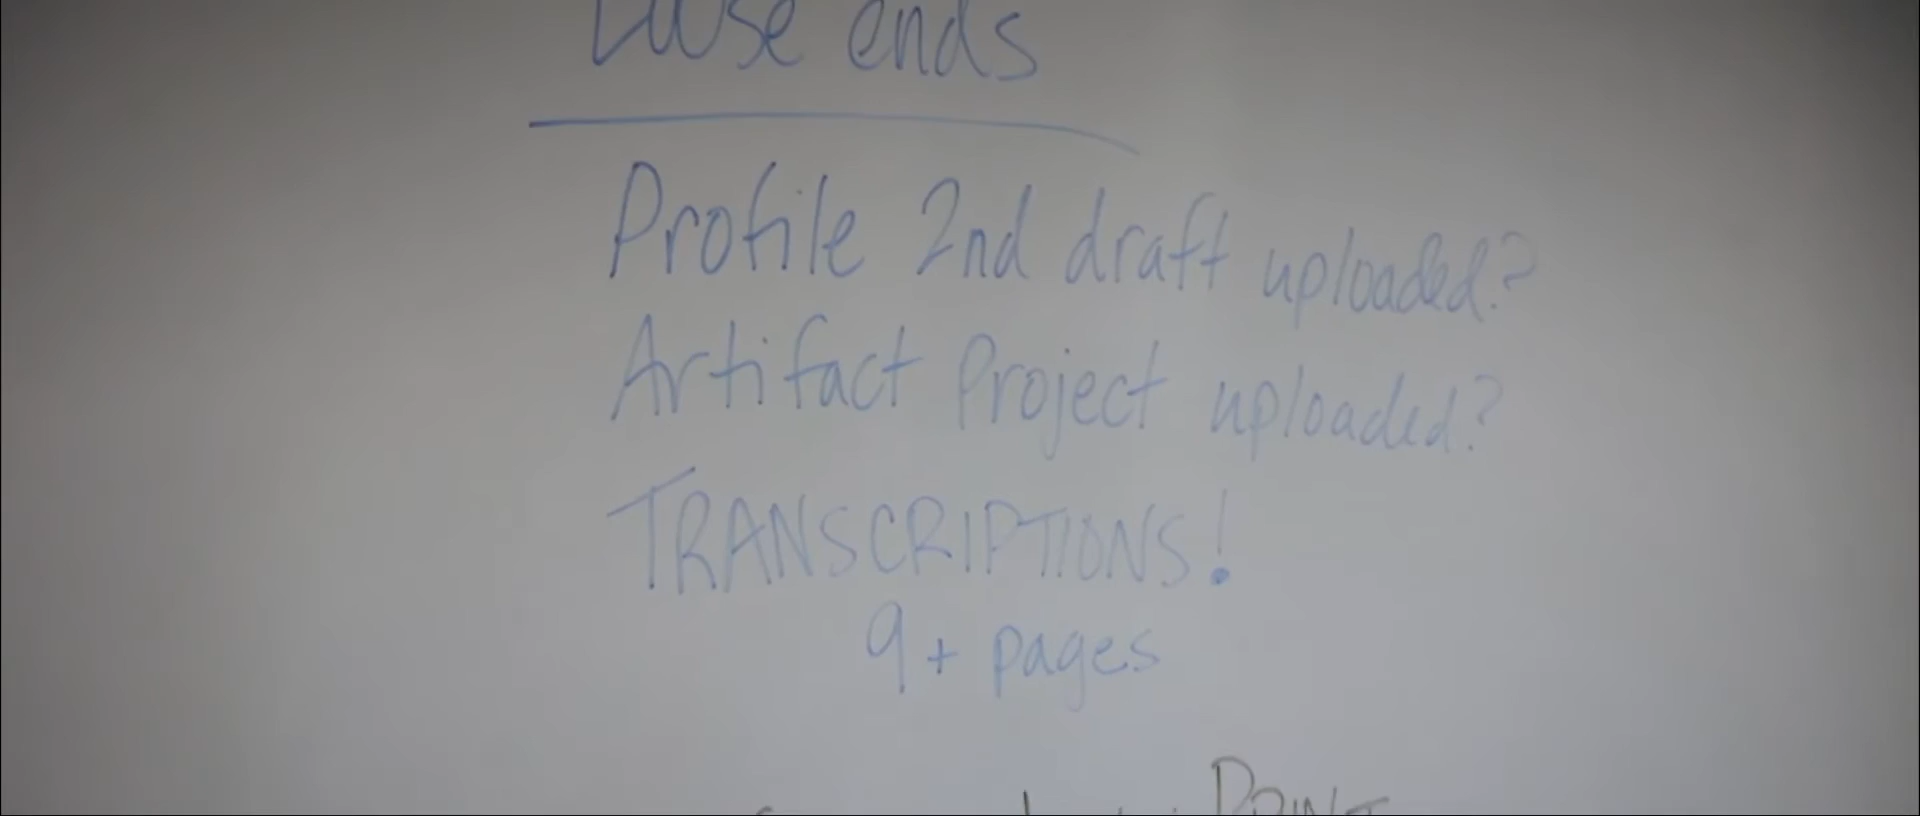 Loose ends
Profile 2nd draft uploaded?
Artifact Project uploaded?
TRANSCRIPTIONS!
9+ pages